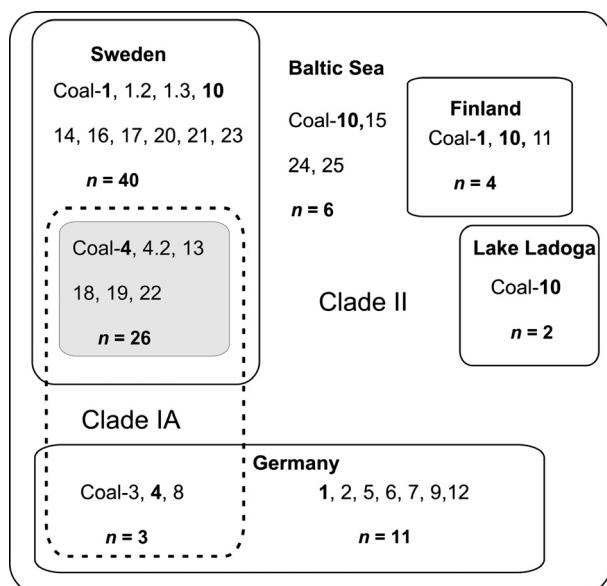 Sweden
Coal-1, 1.2, 1.3, 10
14, 16, 17, 20, 21, 23
n = 40
Coal-4, 4.2, 13
18, 19, 22
n = 26
Baltic Sea
Coal-10,15
24, 25
n = 6
Finland
Coal-1, 10, 11
n = 4
Lake Ladoga
Coal-10
n = 2
Clade II
Clade IA
Germany
Coal-3, 4, 8
n = 3
1, 2, 5, 6, 7, 9,12
n = 11